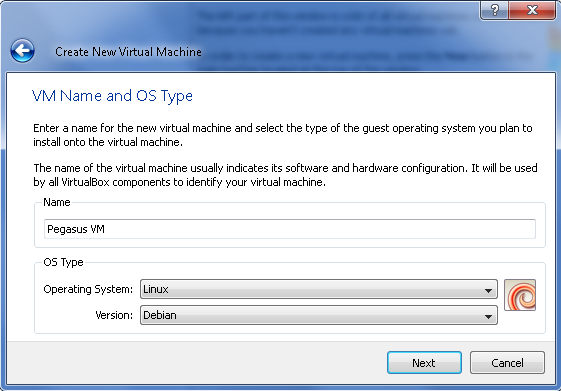 Create New Virtual Machine
VM Name and OS Type
Enter a name for the new virtual machine and select the type of the guest operating system you plan to
install onto the virtual machine.
The name of the virtual machine usually indicates its software and hardware configuration. It will be used
by all VirtualBox components to identify your virtual machine.
Name
Pegasus VM
OS Type
Operating System: Linux
Version: Debian
Next Cancel